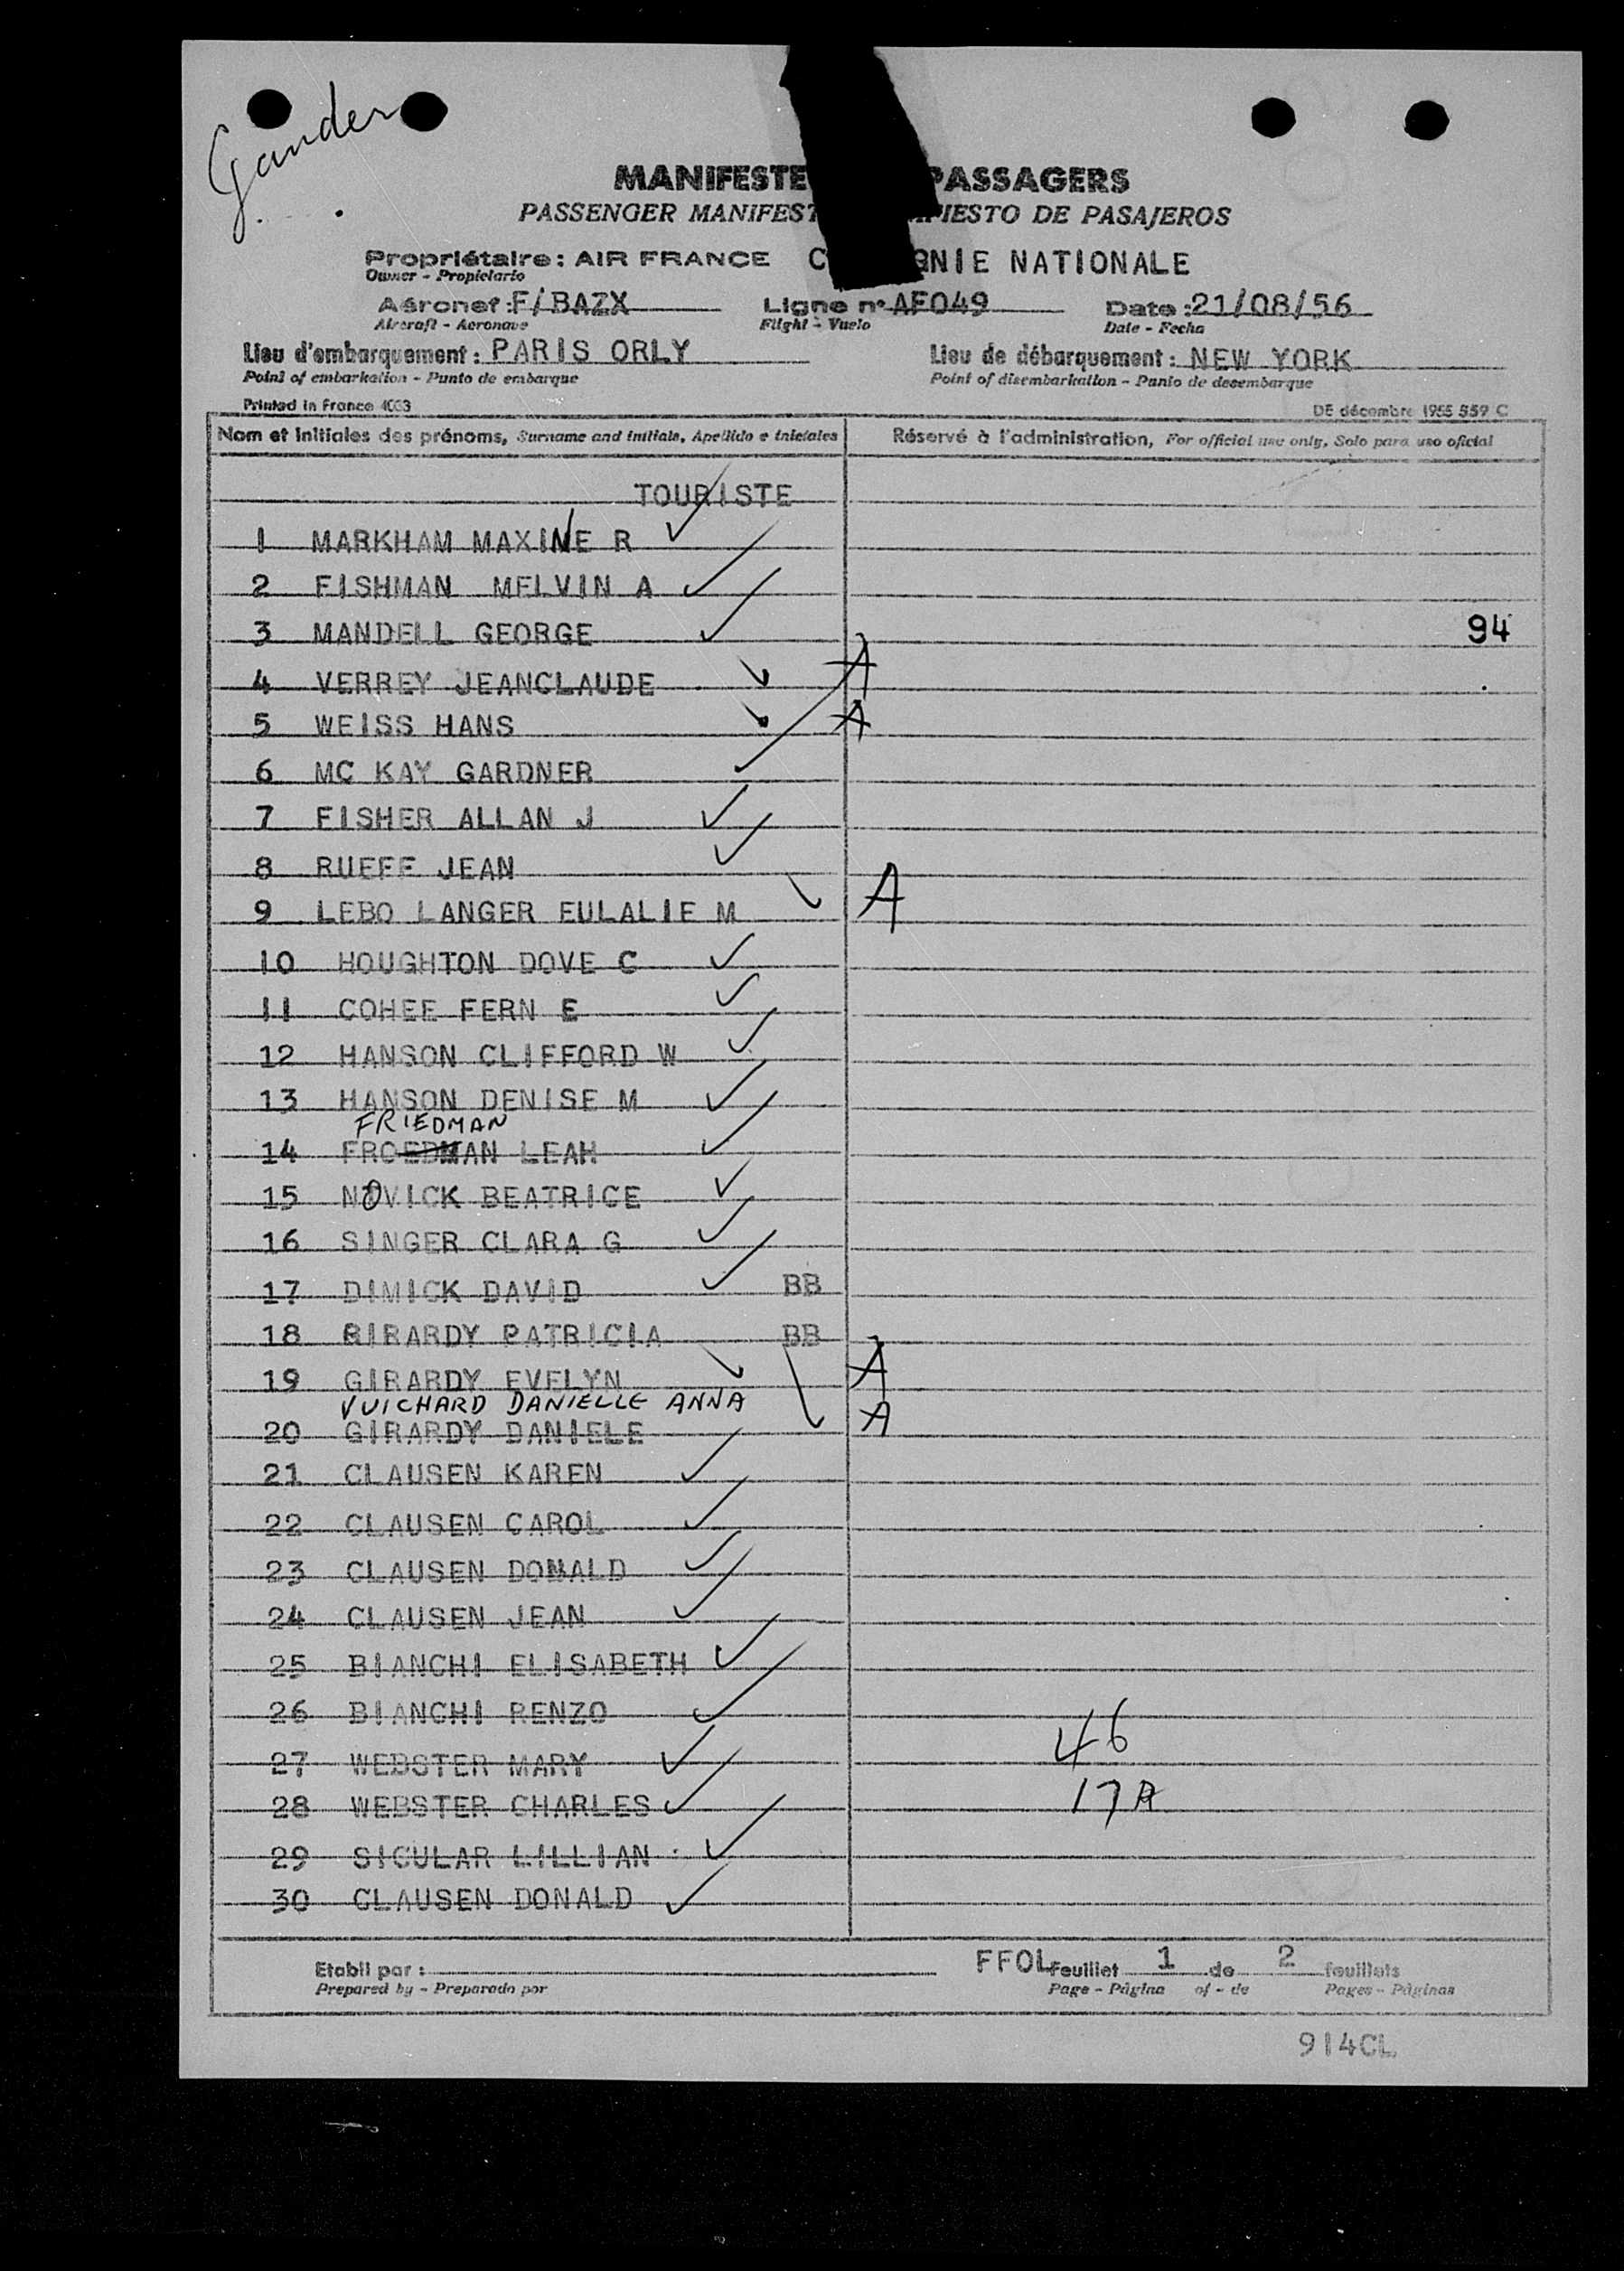 Gander
MANIFESTE PASSAGERS
PASSENGER MANIFEST IFIESTO DE PASAJEROS
Propriétaire: AIR FRANCE C GNIE NATIONALE
Owner - Propietario
Aéronef: F/BAZX Ligne n° AF049 Date: 21/08/56
Aircraft - Aeronave Flight - Vuelo Date - Fecha
Lieu d'embarquement: PARIS ORLY Lieu de débarquement: NEW YORK
Point of embarkation - Punto de embarque Point of disembarkation - Punto de desembarque
Printed in France 4033 DE décembre 1955 559 C
Nom et initiales des prénoms, Surname and initials, Apellido e iniciales Réservé à l'administration, For official use only, Solo para uso oficial
TOURISTE
1 MARKHAM MAXINE R
2 FISHMAN MELVIN A
3 MANDELL GEORGE 94
4 VERREY JEANCLAUDE A
5 WEISS HANS A
6 MC KAY GARDNER
7 FISHER ALLAN J
8 RUEFF JEAN
9 LEBO LANGER EULALIE M A
10 HOUGHTON DOVE C
11 COHEE FERN E
12 HANSON CLIFFORD W
13 HANSON DENISE M
FRIEDMAN
14 FROEDMAN LEAH
15 NOVICK BEATRICE
16 SINGER CLARA G
17 DIMICK DAVID BB
18 GIRARDY PATRICIA BB
19 GIRARDY EVELYN A
VUICHARD DANIELLE ANNA
20 GIRARDY DANIELE A
21 CLAUSEN KAREN
22 CLAUSEN CAROL
23 CLAUSEN DONALD
24 CLAUSEN JEAN
25 BIANCHI ELISABETH
26 BIANCHI RENZO
27 WEBSTER MARY 46
28 WEBSTER CHARLES 17A
29 SICULAR LILLIAN
30 CLAUSEN DONALD
Etabli par: FFOL Feuillet 1 de 2 feuillets
Prepared by - Preparado por Page - Página of - de Pages - Páginas
914CL